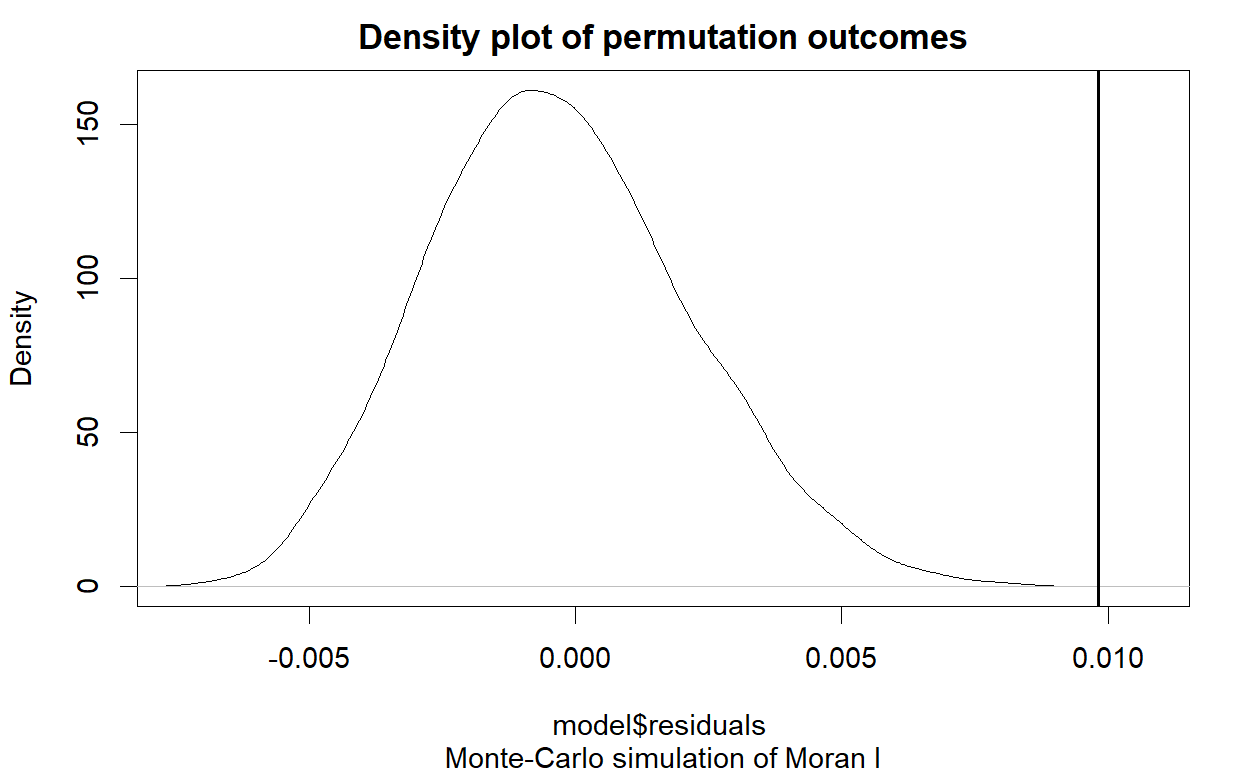 Density plot of permutation outcomes
Density
150
100
50
0
-0.005 0.000 0.005 0.010
model$residuals
Monte-Carlo simulation of Moran I